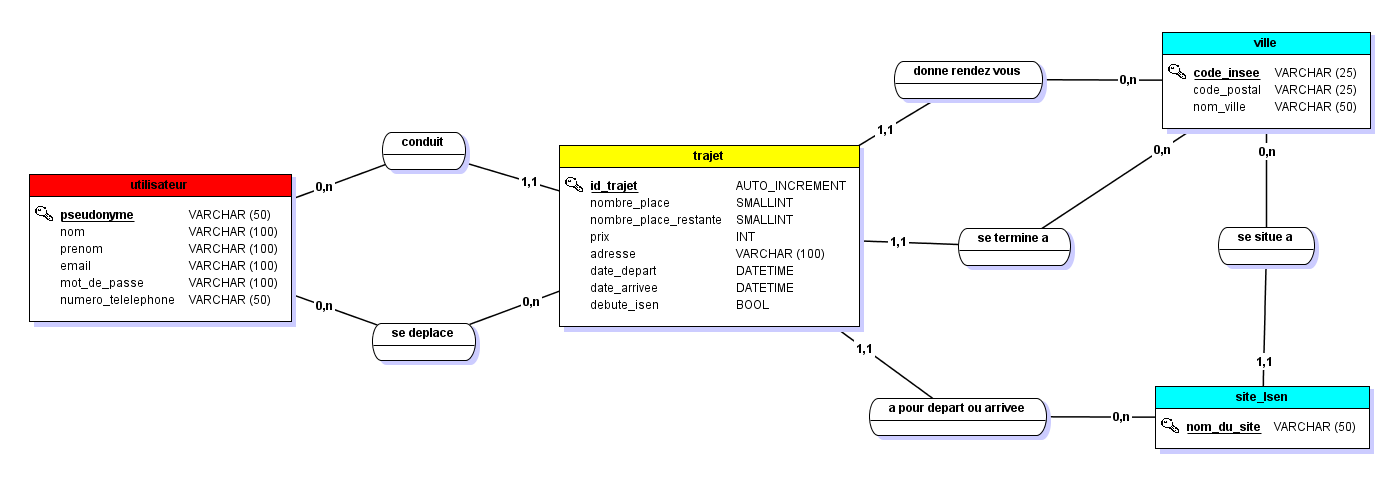 utilisateur
pseudonyme VARCHAR (50)
nom VARCHAR (100)
prenom VARCHAR (100)
email VARCHAR (100)
mot_de_passe VARCHAR (100)
numero_telelephone VARCHAR (50)
0,n
conduit
1,1
0,n
se deplace
0,n
trajet
id_trajet AUTO_INCREMENT
nombre_place SMALLINT
nombre_place_restante SMALLINT
prix INT
adresse VARCHAR (100)
date_depart DATETIME
date_arrivee DATETIME
debute_isen BOOL
1,1
donne rendez vous
0,n
1,1
se termine a
0,n
1,1
a pour depart ou arrivee
0,n
ville
code_insee VARCHAR (25)
code_postal VARCHAR (25)
nom_ville VARCHAR (50)
0,n
se situe a
1,1
site_Isen
nom_du_site VARCHAR (50)